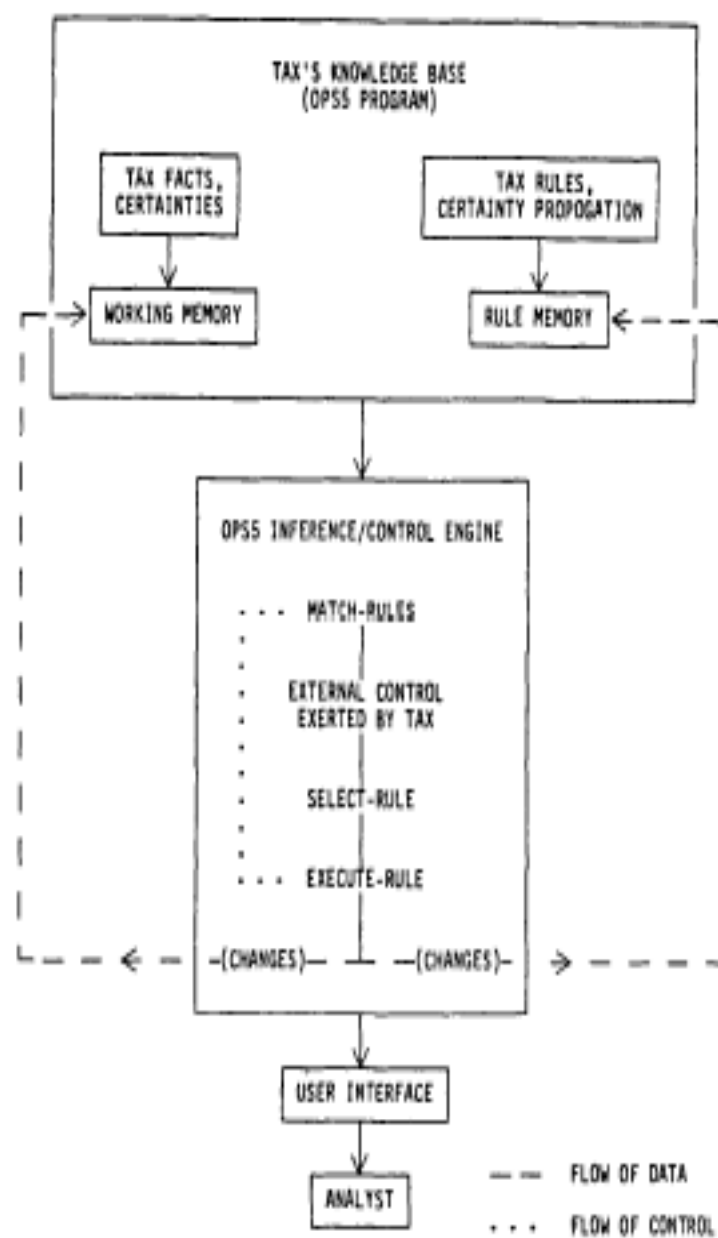 TAX'S KNOWLEDGE BASE
(OPS5 PROGRAM)
TAX FACTS,
CERTAINTIES
TAX RULES,
CERTAINTY PROPOGATION
WORKING MEMORY
RULE MEMORY
OPS5 INFERENCE/CONTROL ENGINE
MATCH-RULES
EXTERNAL CONTROL
EXERTED BY TAX
SELECT-RULE
EXECUTE-RULE
(CHANGES) (CHANGES)
USER INTERFACE
ANALYST
FLOW OF DATA
FLOW OF CONTROL